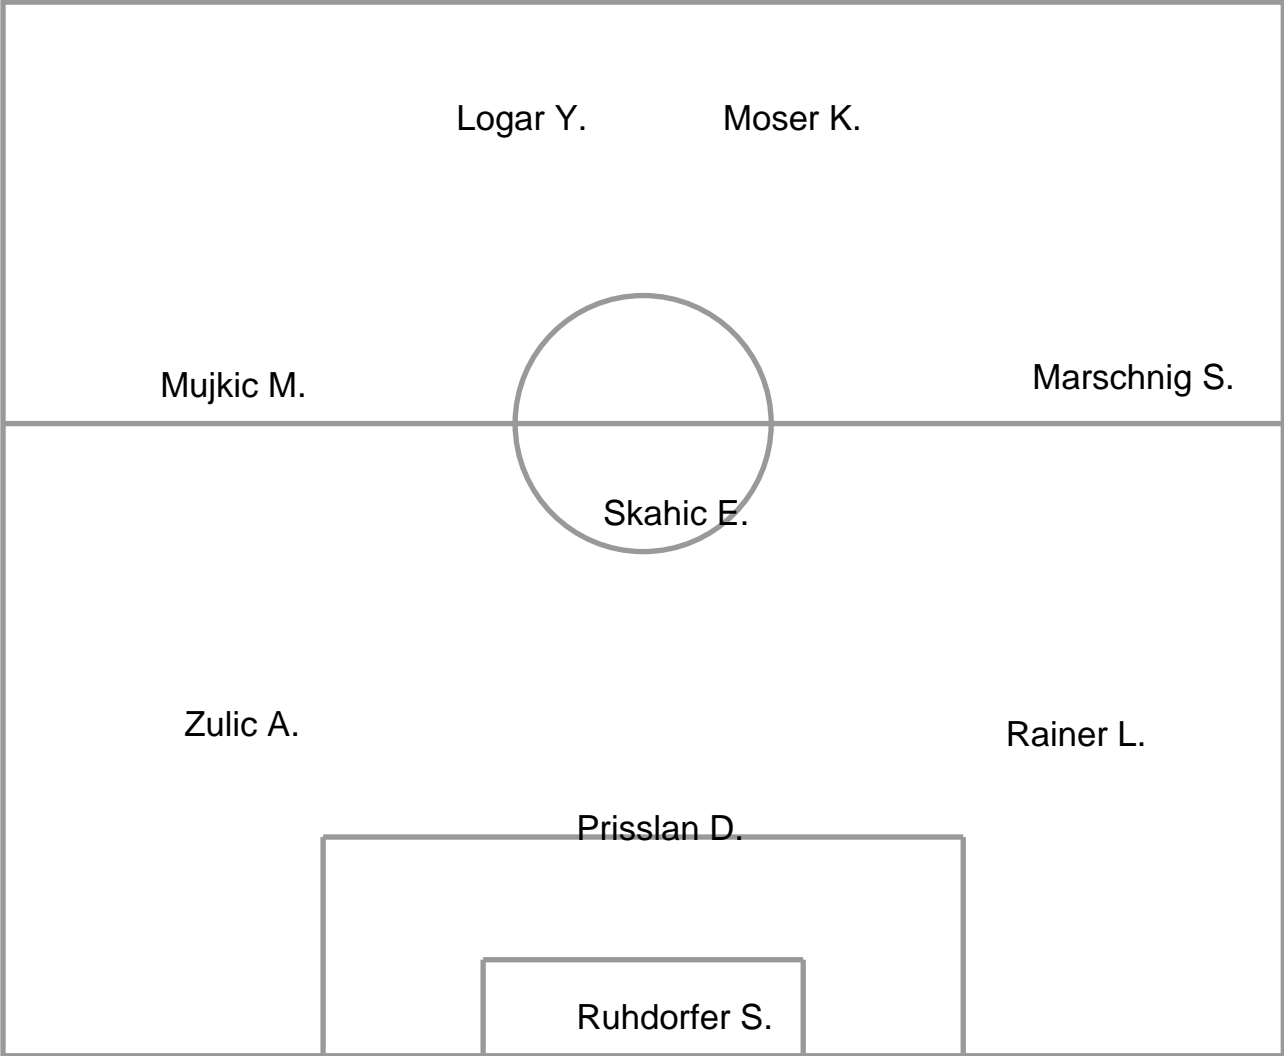 Logar Y.
Moser K.
Mujkic M.
Marschnig S.
Skahic E.
Zulic A.
Rainer L.
Prisslan D.
Ruhdorfer S.